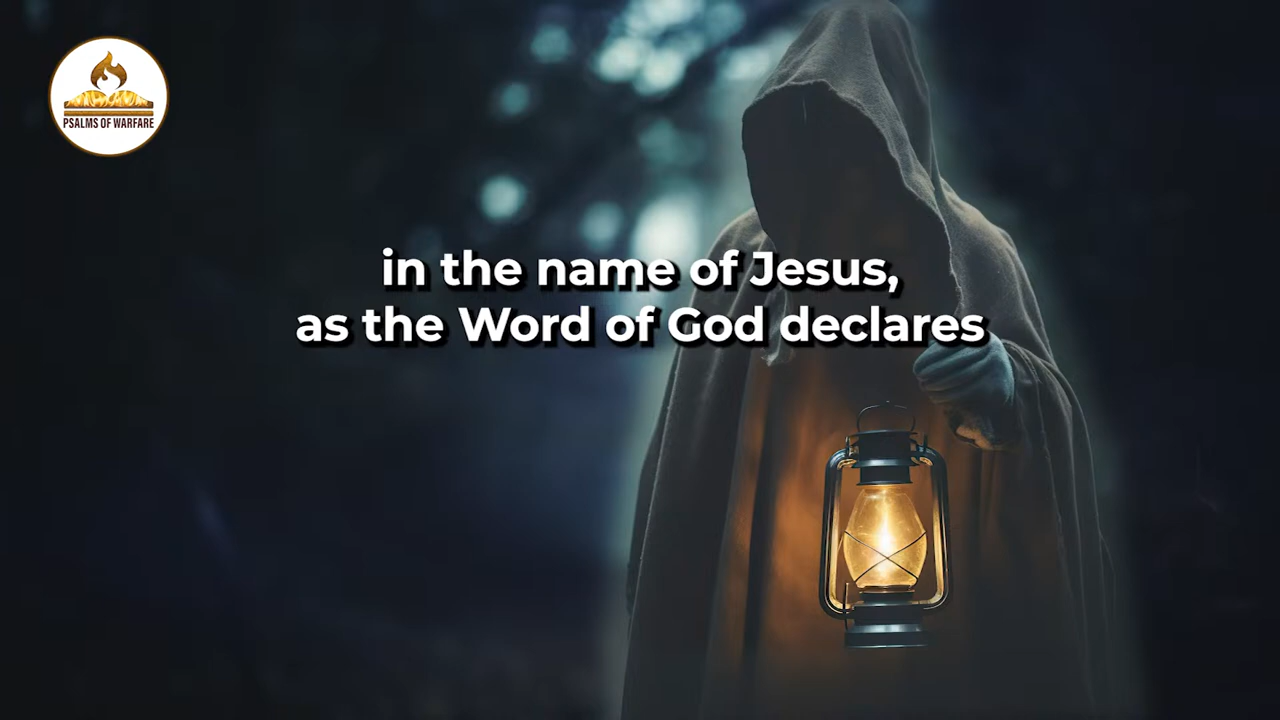 PSALMS OF WARFARE
in the name of Jesus,
as the Word of God declares